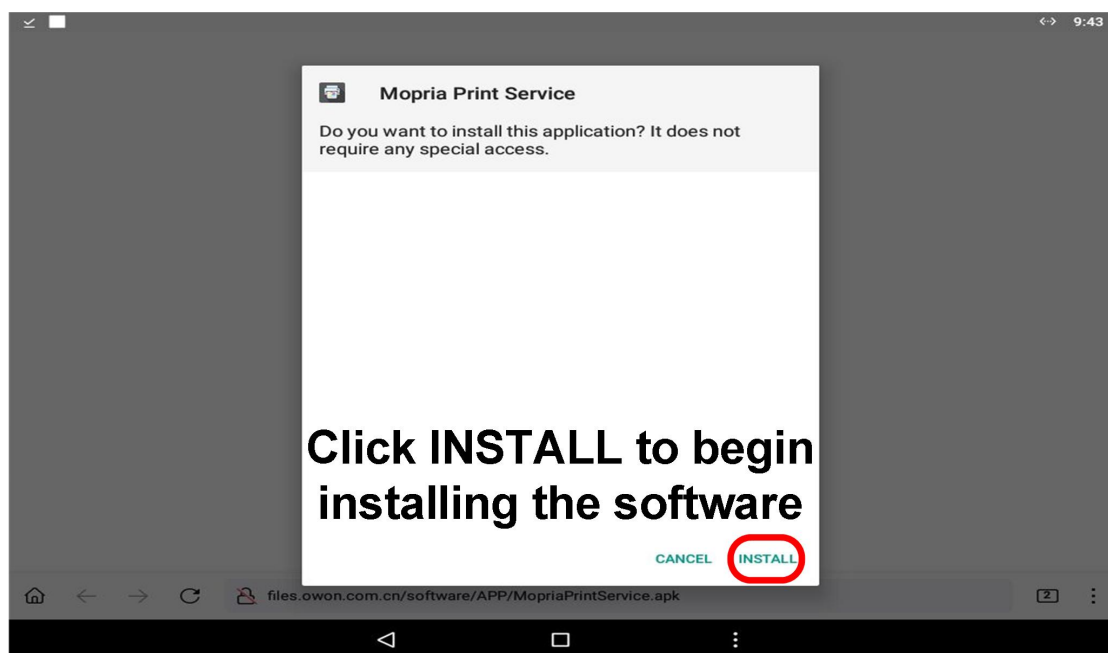 9:43
Mopria Print Service
Do you want to install this application? It does not
require any special access.
Click INSTALL to begin
installing the software
CANCEL INSTALL
files.owon.com.cn/software/APP/MopriaPrintService.apk
2